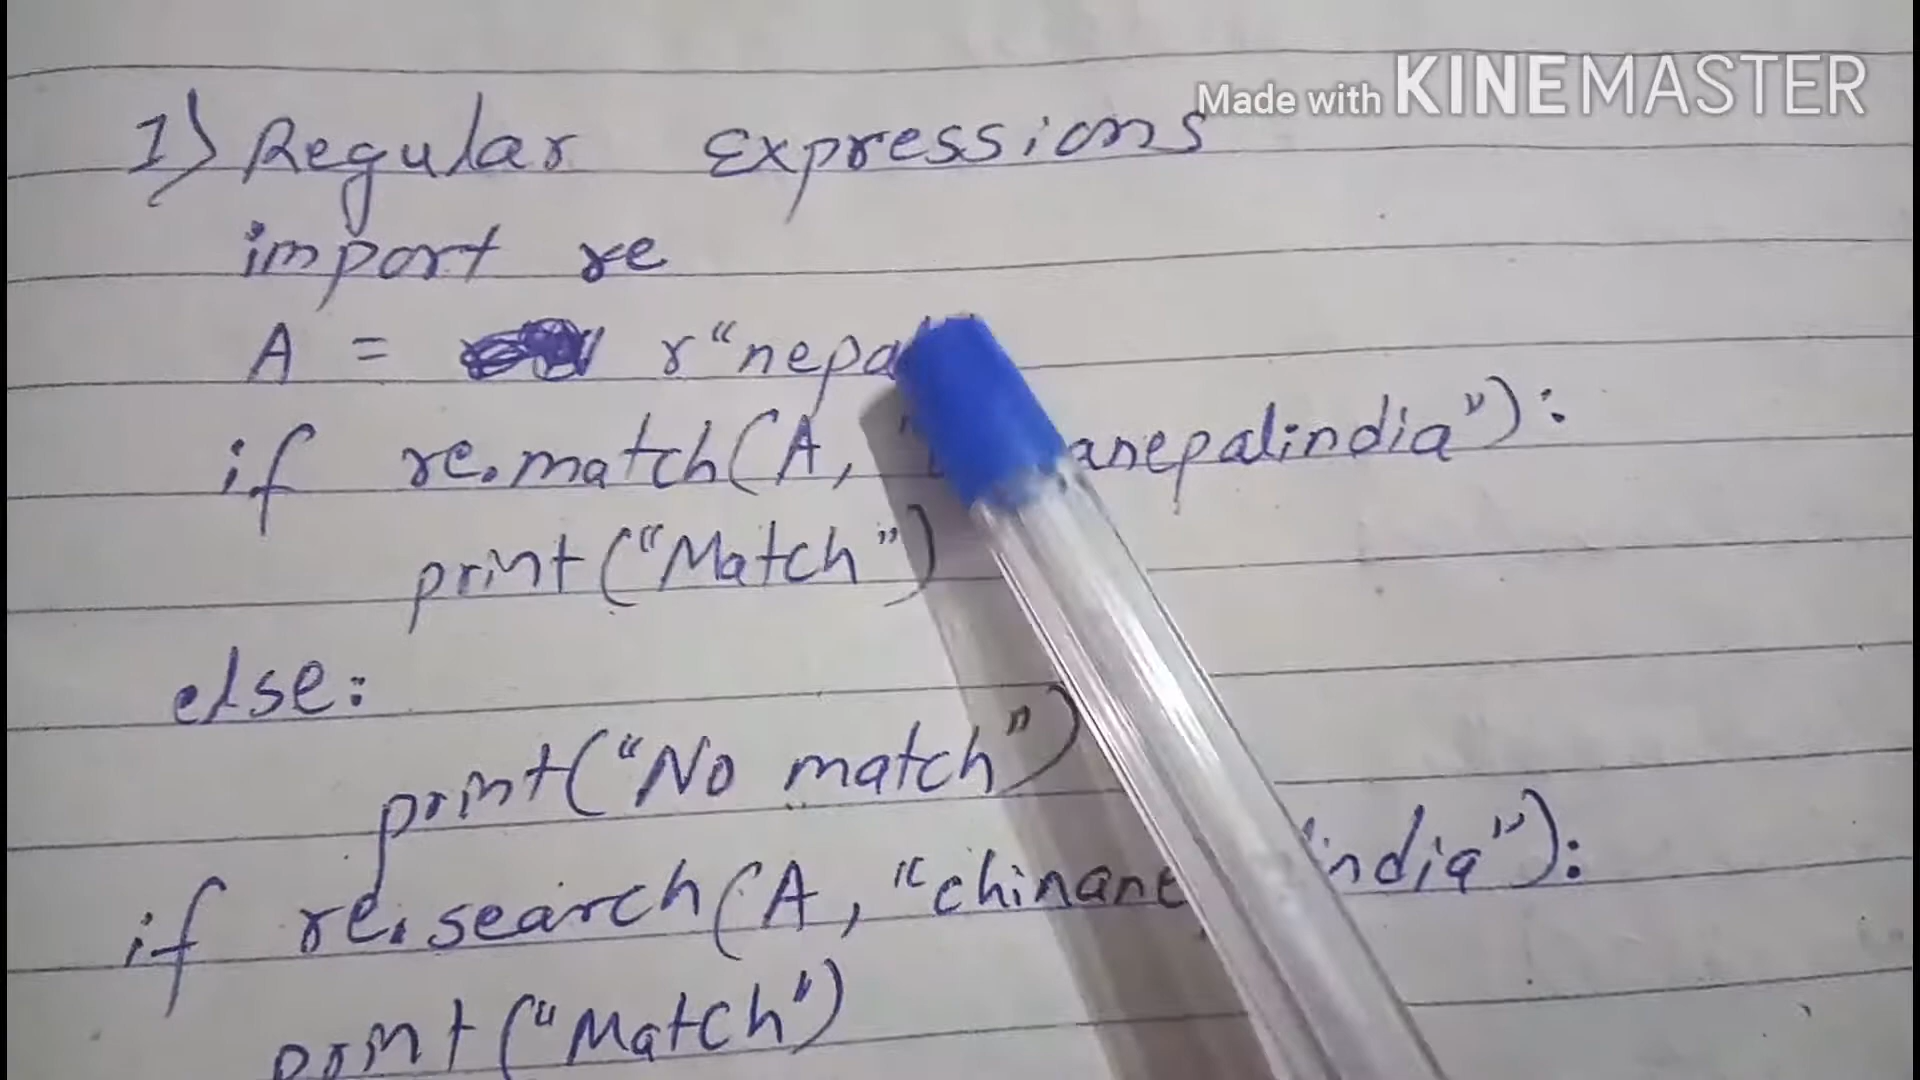 Made with KINEMASTER
1) Regular Expressions
import re
A = r"nepa
if re.match(A, " anepalindia"):
print("Match")
else:
print("No match")
if re.search(A, "chinane india"):
print("Match")